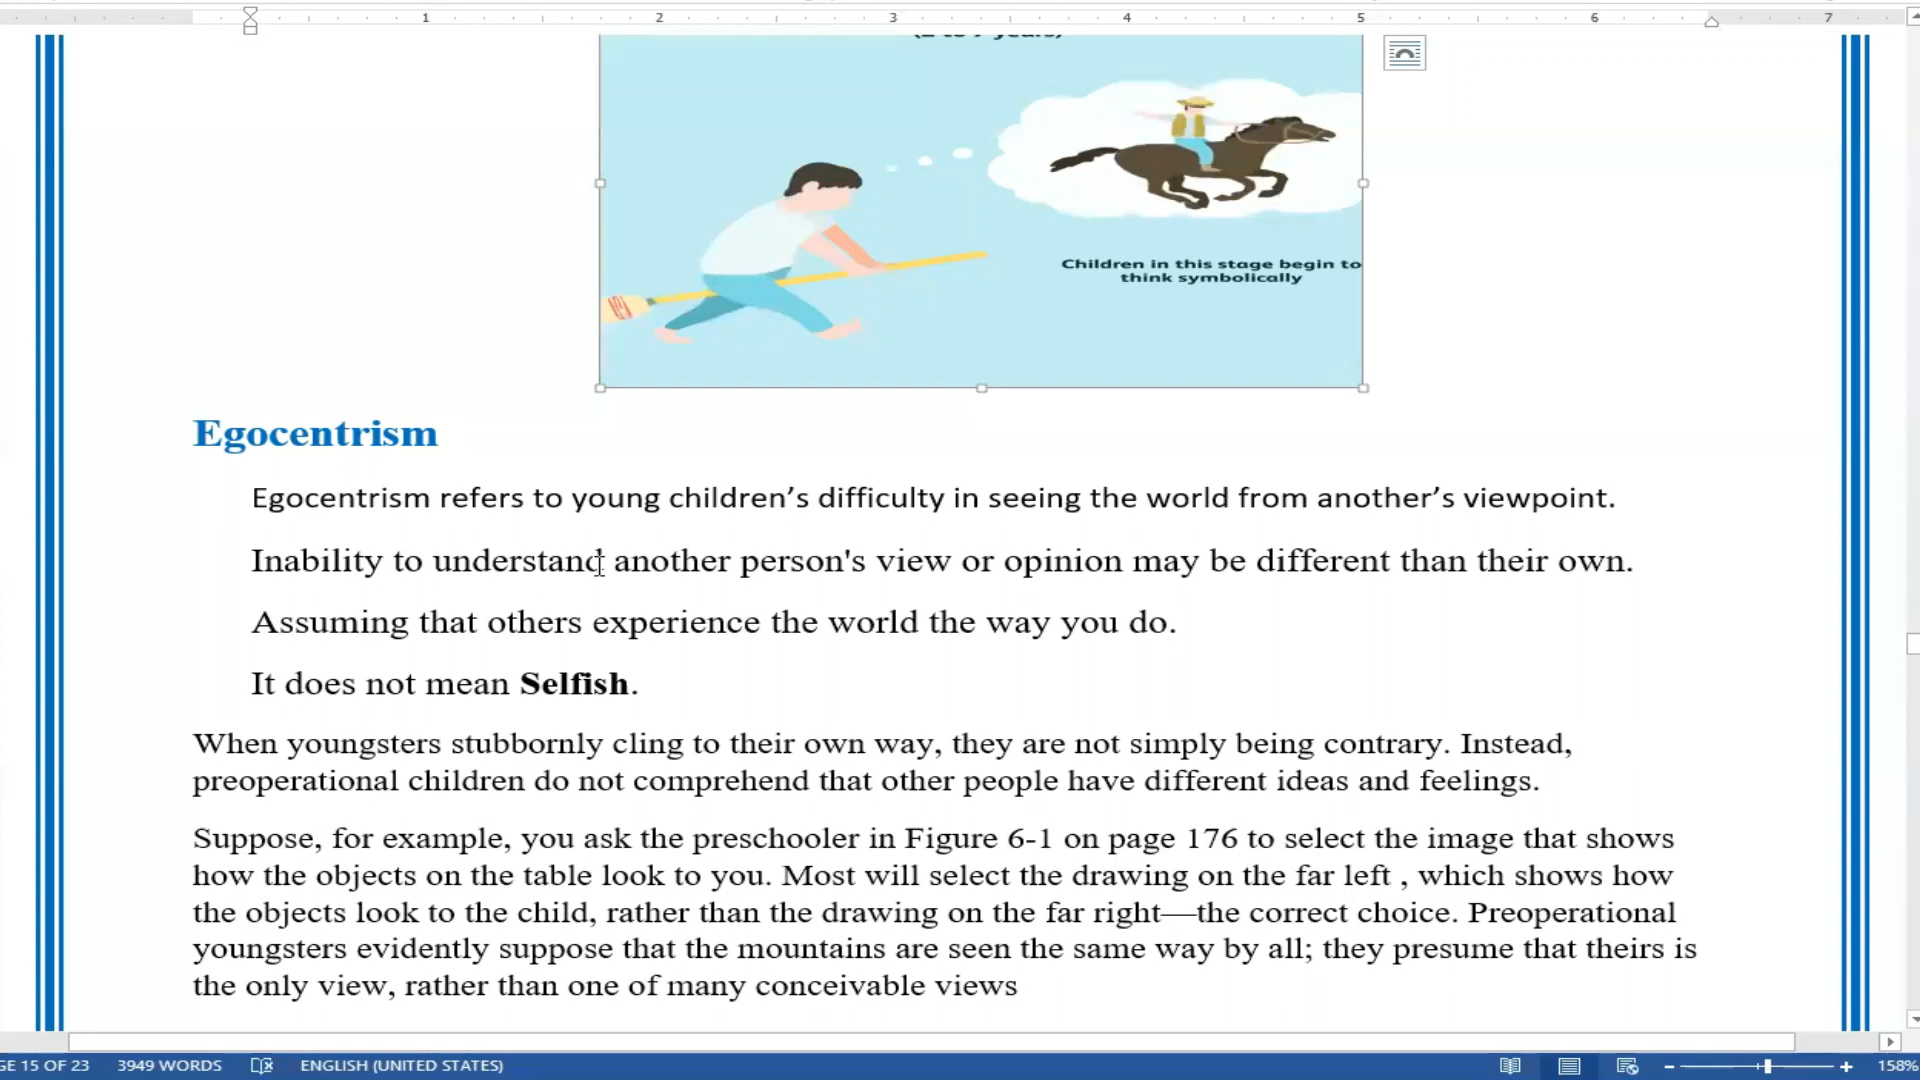 1 2 3 4 5 6 7
(2 to 7 years)
Children in this stage begin to
think symbolically
Egocentrism
Egocentrism refers to young children’s difficulty in seeing the world from another’s viewpoint.
Inability to understand another person's view or opinion may be different than their own.
Assuming that others experience the world the way you do.
It does not mean Selfish.
When youngsters stubbornly cling to their own way, they are not simply being contrary. Instead,
preoperational children do not comprehend that other people have different ideas and feelings.
Suppose, for example, you ask the preschooler in Figure 6-1 on page 176 to select the image that shows
how the objects on the table look to you. Most will select the drawing on the far left , which shows how
the objects look to the child, rather than the drawing on the far right—the correct choice. Preoperational
youngsters evidently suppose that the mountains are seen the same way by all; they presume that theirs is
the only view, rather than one of many conceivable views
GE 15 OF 23 3949 WORDS ENGLISH (UNITED STATES) 158%